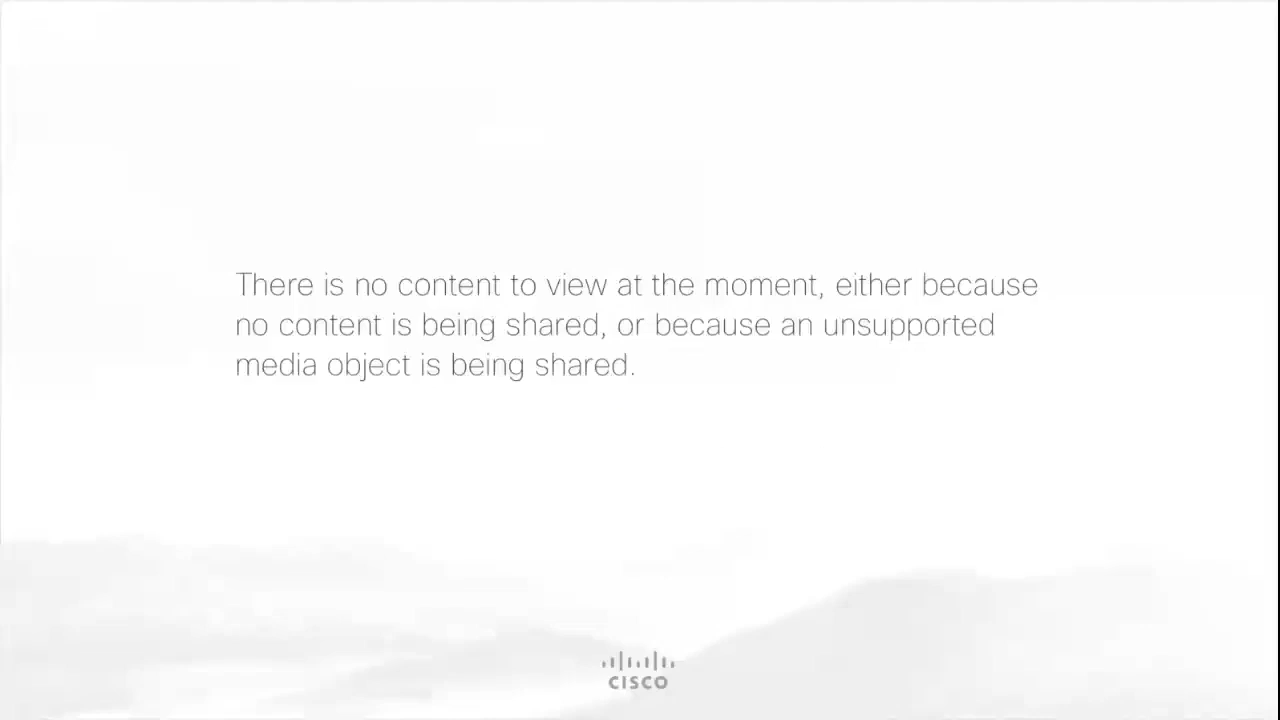 There is no content to view at the moment, either because
no content is being shared, or because an unsupported
media object is being shared.
CISCO